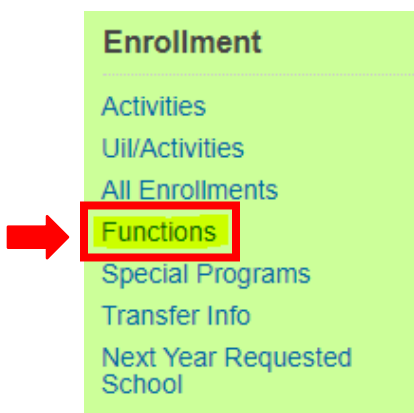 Enrollment
Activities
Uil/Activities
All Enrollments
Functions
Special Programs
Transfer Info
Next Year Requested
School